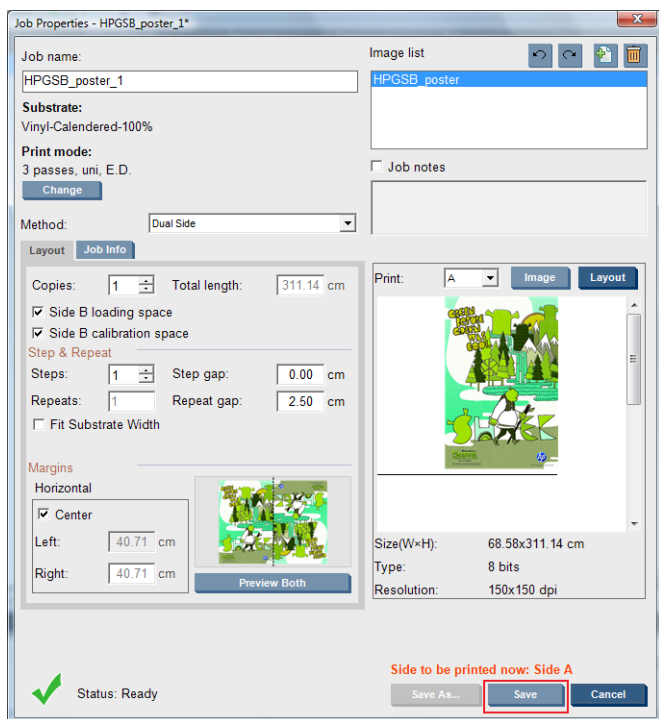 Job Properties - HPGSB_poster_1*
Job name:
HPGSB_poster_1
Substrate:
Vinyl-Calendered-100%
Print mode:
3 passes, uni, E.D.
Change
Method:
Dual Side
Image list
HPGSB_poster
Job notes
Layout
Job Info
Copies:
1
Total length:
311.14 cm
Side B loading space
Side B calibration space
Step & Repeat
Steps:
1
Step gap:
0.00 cm
Repeats:
1
Repeat gap:
2.50 cm
Fit Substrate Width
Margins
Horizontal
Center
Left:
40.71 cm
Right:
40.71 cm
Preview Both
Print:
A
Image
Layout
SHREK
hp
Size(W×H):
68.58x311.14 cm
Type:
8 bits
Resolution:
150x150 dpi
Side to be printed now: Side A
Status: Ready
Save As...
Save
Cancel